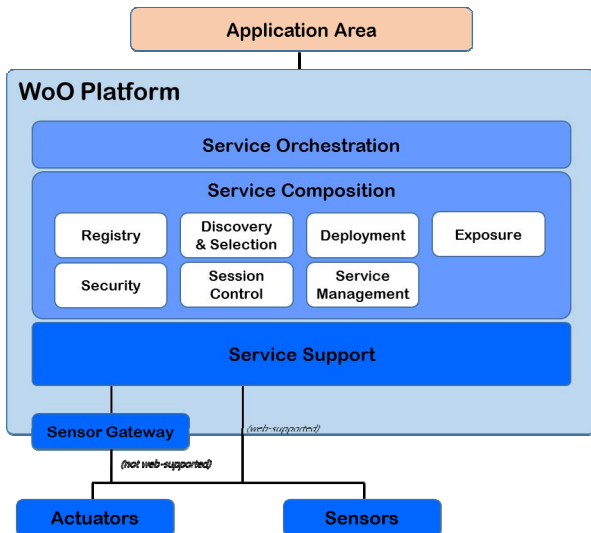 Application Area
WoO Platform
Service Orchestration
Service Composition
Registry
Discovery
& Selection
Deployment
Exposure
Security
Session
Control
Service
Management
Service Support
Sensor Gateway
(web-supported)
(not web-supported)
Actuators
Sensors